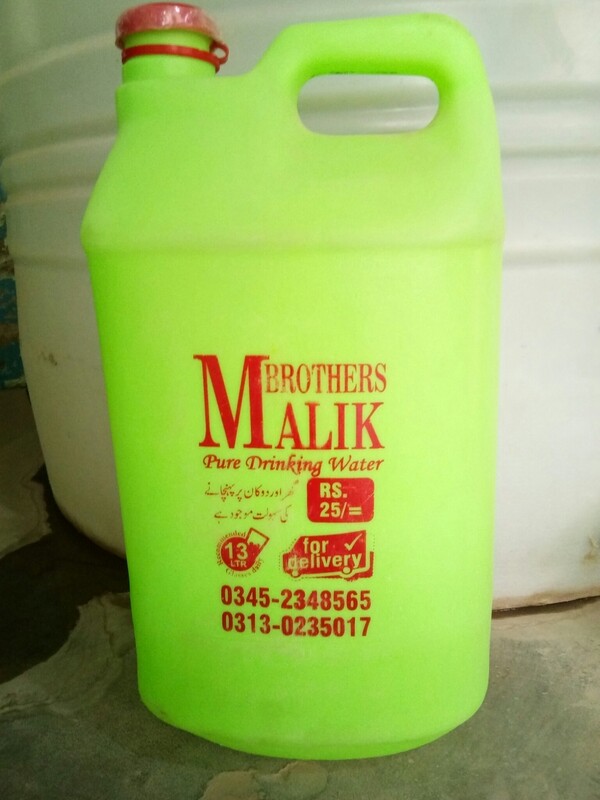 BROTHERS
MALIK
Pure Drinking Water
گھر اور دوکان پر پہنچانے
کی سہولت موجود ہے
RS.
25/=
Recommended
13
LTR
for
delivery
0345-2348565
0313-0235017